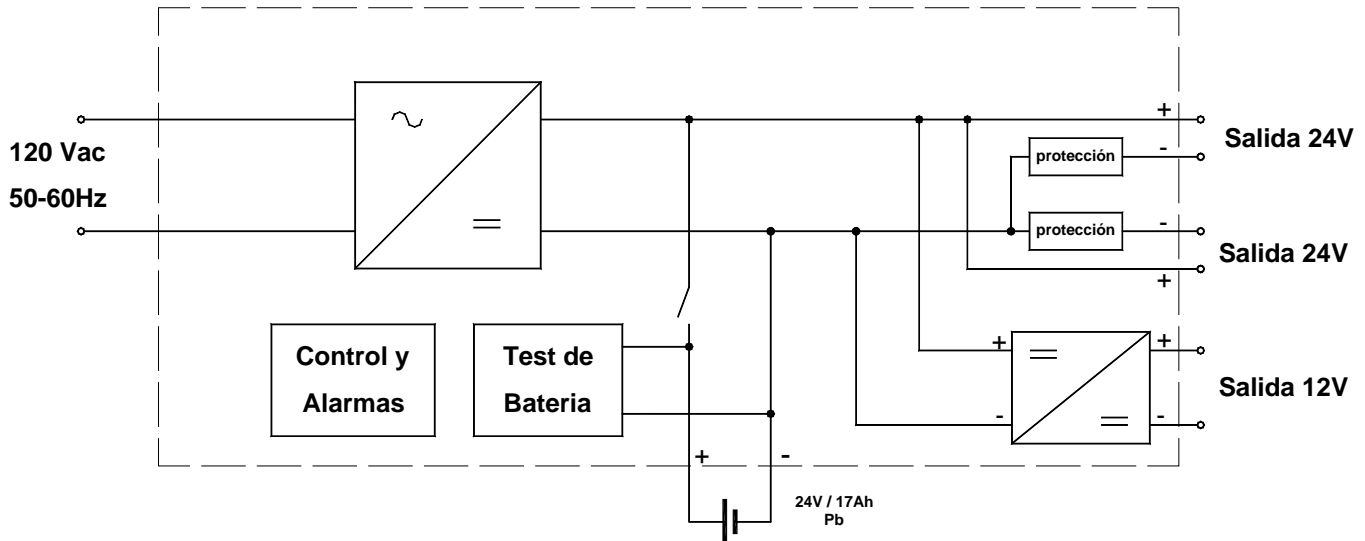 120 Vac
50-60Hz
+
Salida 24V
protección
-
protección
-
Salida 24V
+
Control y
Alarmas
Test de
Bateria
+
+
Salida 12V
-
-
+
-
24V / 17Ah
Pb